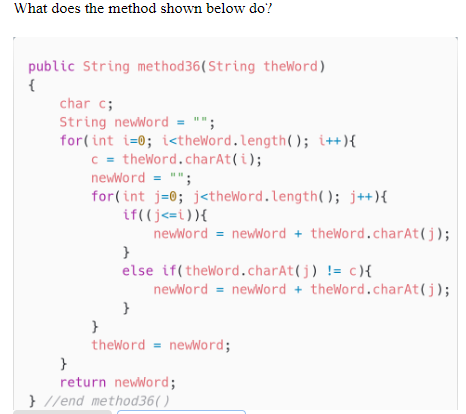 What does the method shown below do?
public String method36(String theWord)
{
char c;
String newWord = "";
for(int i=0; i<theWord.length(); i++){
c = theWord.charAt(i);
newWord = "";
for(int j=0; j<theWord.length(); j++){
if((j<=i)){
newWord = newWord + theWord.charAt(j);
}
else if(theWord.charAt(j) != c){
newWord = newWord + theWord.charAt(j);
}
}
theWord = newWord;
}
return newWord;
} //end method36()